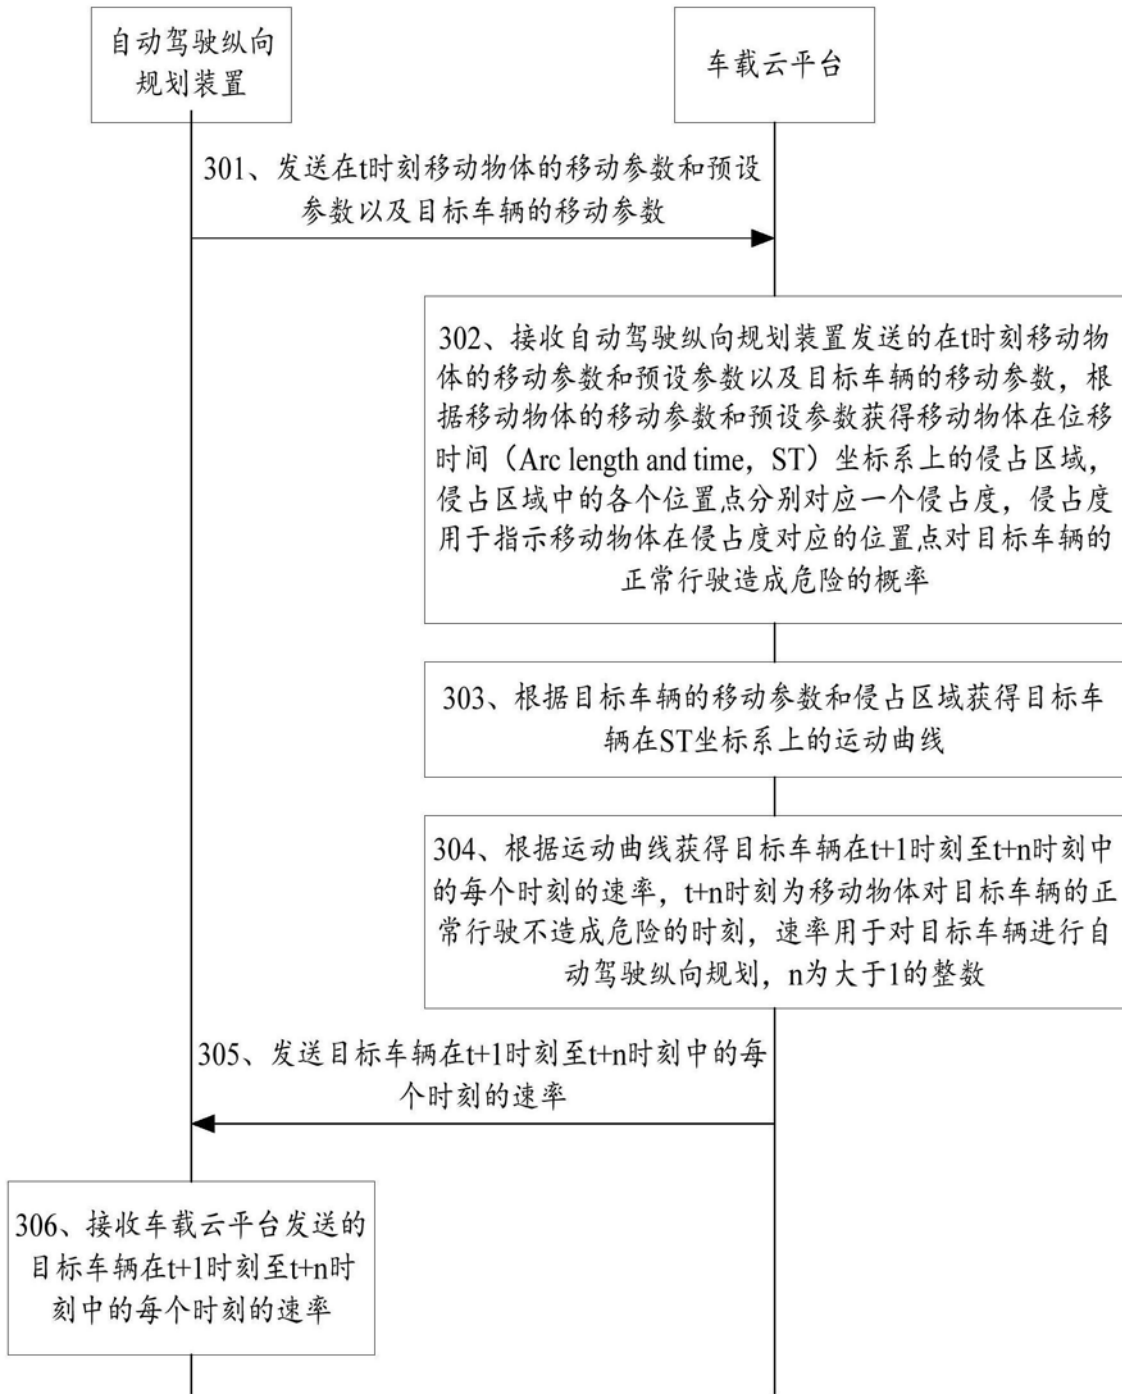 自动驾驶纵向
规划装置
车载云平台
301、发送在t时刻移动物体的移动参数和预设
参数以及目标车辆的移动参数
302、接收自动驾驶纵向规划装置发送的在t时刻移动物
体的移动参数和预设参数以及目标车辆的移动参数，根
据移动物体的移动参数和预设参数获得移动物体在位移
时间（Arc length and time，ST）坐标系上的侵占区域，
侵占区域中的各个位置点分别对应一个侵占度，侵占度
用于指示移动物体在侵占度对应的位置点对目标车辆的
正常行驶造成危险的概率
303、根据目标车辆的移动参数和侵占区域获得目标车
辆在ST坐标系上的运动曲线
304、根据运动曲线获得目标车辆在t+1时刻至t+n时刻中
的每个时刻的速率，t+n时刻为移动物体对目标车辆的正
常行驶不造成危险的时刻，速率用于对目标车辆进行自
动驾驶纵向规划，n为大于1的整数
305、发送目标车辆在t+1时刻至t+n时刻中的每
个时刻的速率
306、接收车载云平台发送的
目标车辆在t+1时刻至t+n时
刻中的每个时刻的速率